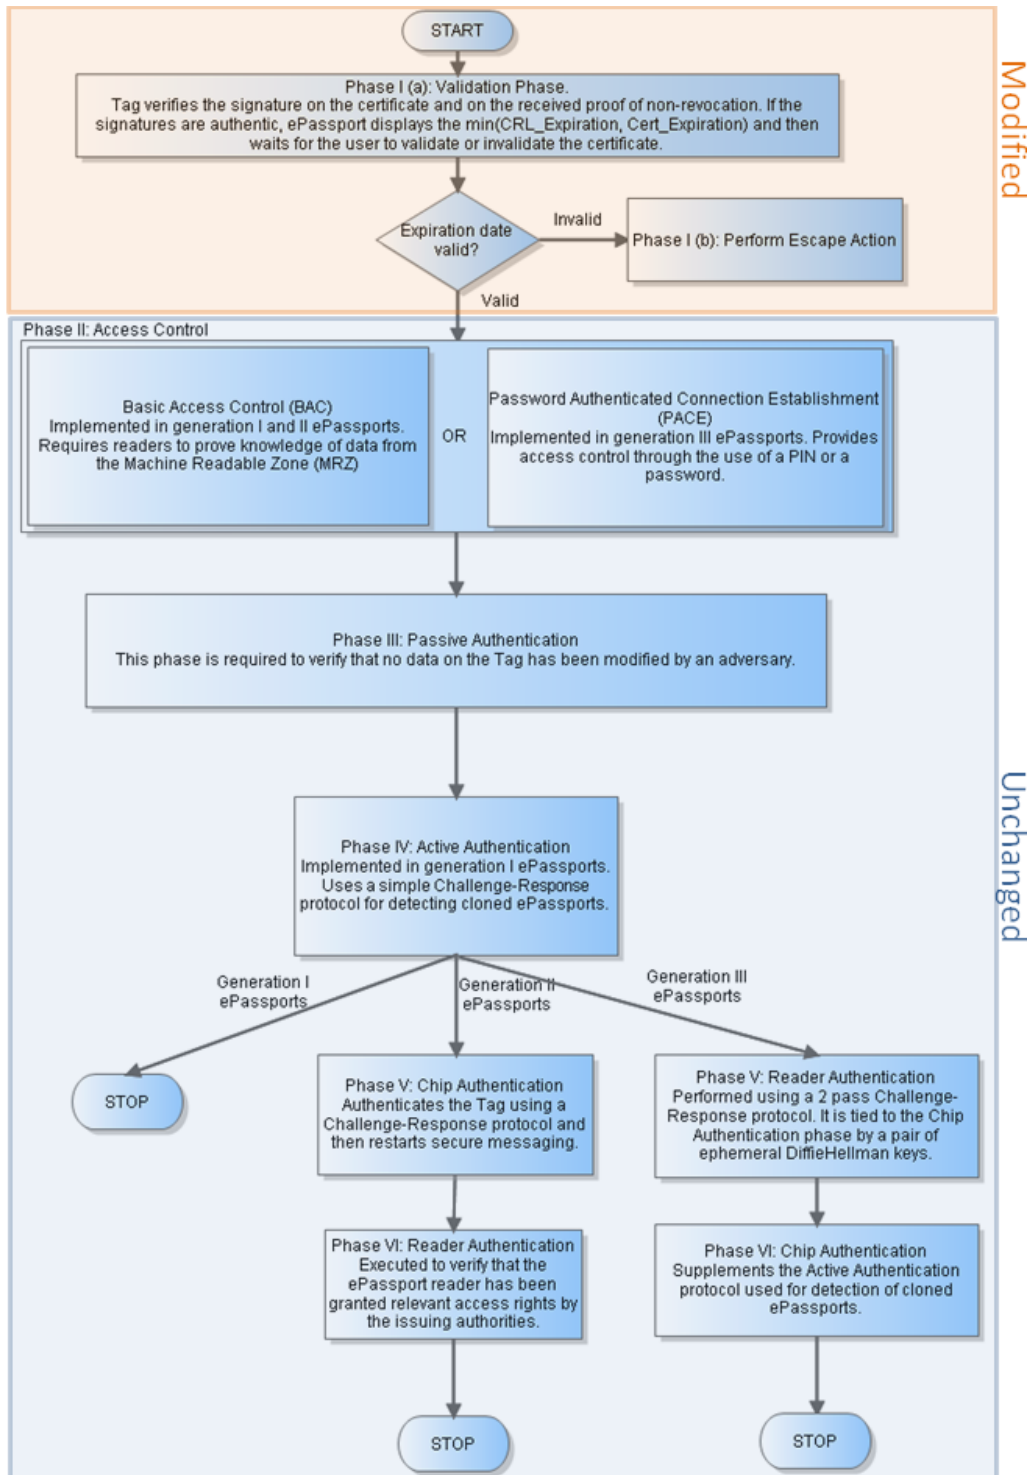 START
Modified
Phase I (a): Validation Phase.
Tag verifies the signature on the certificate and on the received proof of non-revocation. If the
signatures are authentic, ePassport displays the min(CRL_Expiration, Cert_Expiration) and then
waits for the user to validate or invalidate the certificate.
Expiration date
valid?
Invalid
Phase I (b): Perform Escape Action
Valid
Phase II: Access Control
Basic Access Control (BAC)
Implemented in generation I and II ePassports.
Requires readers to prove knowledge of data from
the Machine Readable Zone (MRZ)
OR
Password Authenticated Connection Establishment
(PACE)
Implemented in generation III ePassports. Provides
access control through the use of a PIN or a
password.
Phase III: Passive Authentication
This phase is required to verify that no data on the Tag has been modified by an adversary.
Unchanged
Phase IV: Active Authentication
Implemented in generation I ePassports.
Uses a simple Challenge-Response
protocol for detecting cloned ePassports.
Generation I
ePassports
Generation II
ePassports
Generation III
ePassports
STOP
Phase V: Chip Authentication
Authenticates the Tag using a
Challenge-Response protocol and
then restarts secure messaging.
Phase V: Reader Authentication
Performed using a 2 pass Challenge-
Response protocol. It is tied to the Chip
Authentication phase by a pair of
ephemeral DiffieHellman keys.
Phase VI: Reader Authentication
Executed to verify that the
ePassport reader has been
granted relevant access rights by
the issuing authorities.
Phase VI: Chip Authentication
Supplements the Active Authentication
protocol used for detection of cloned
ePassports.
STOP
STOP